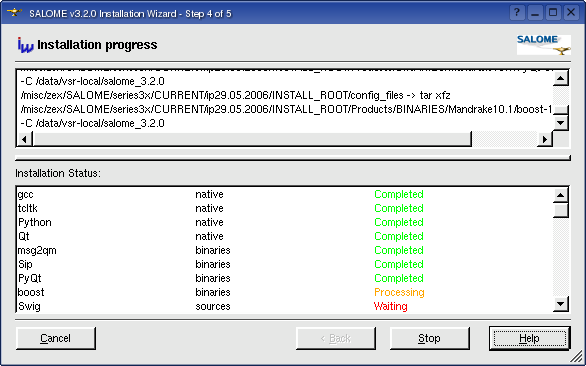 SALOME v3.2.0 Installation Wizard - Step 4 of 5
? _ □ x
iw Installation progress
SALOME
-C /data/vsr-local/salome_3.2.0
/misc/zex/SALOME/series3x/CURRENT/ip29.05.2006/INSTALL_ROOT/config_files -> tar xfz
/misc/zex/SALOME/series3x/CURRENT/ip29.05.2006/INSTALL_ROOT/Products/BINARIES/Mandrake10.1/boost-1
-C /data/vsr-local/salome_3.2.0
Installation Status:
gcc native Completed
tcltk native Completed
Python native Completed
Qt native Completed
msg2qm binaries Completed
Sip binaries Completed
PyQt binaries Completed
boost binaries Processing
Swig sources Waiting
Cancel < Back Stop Help